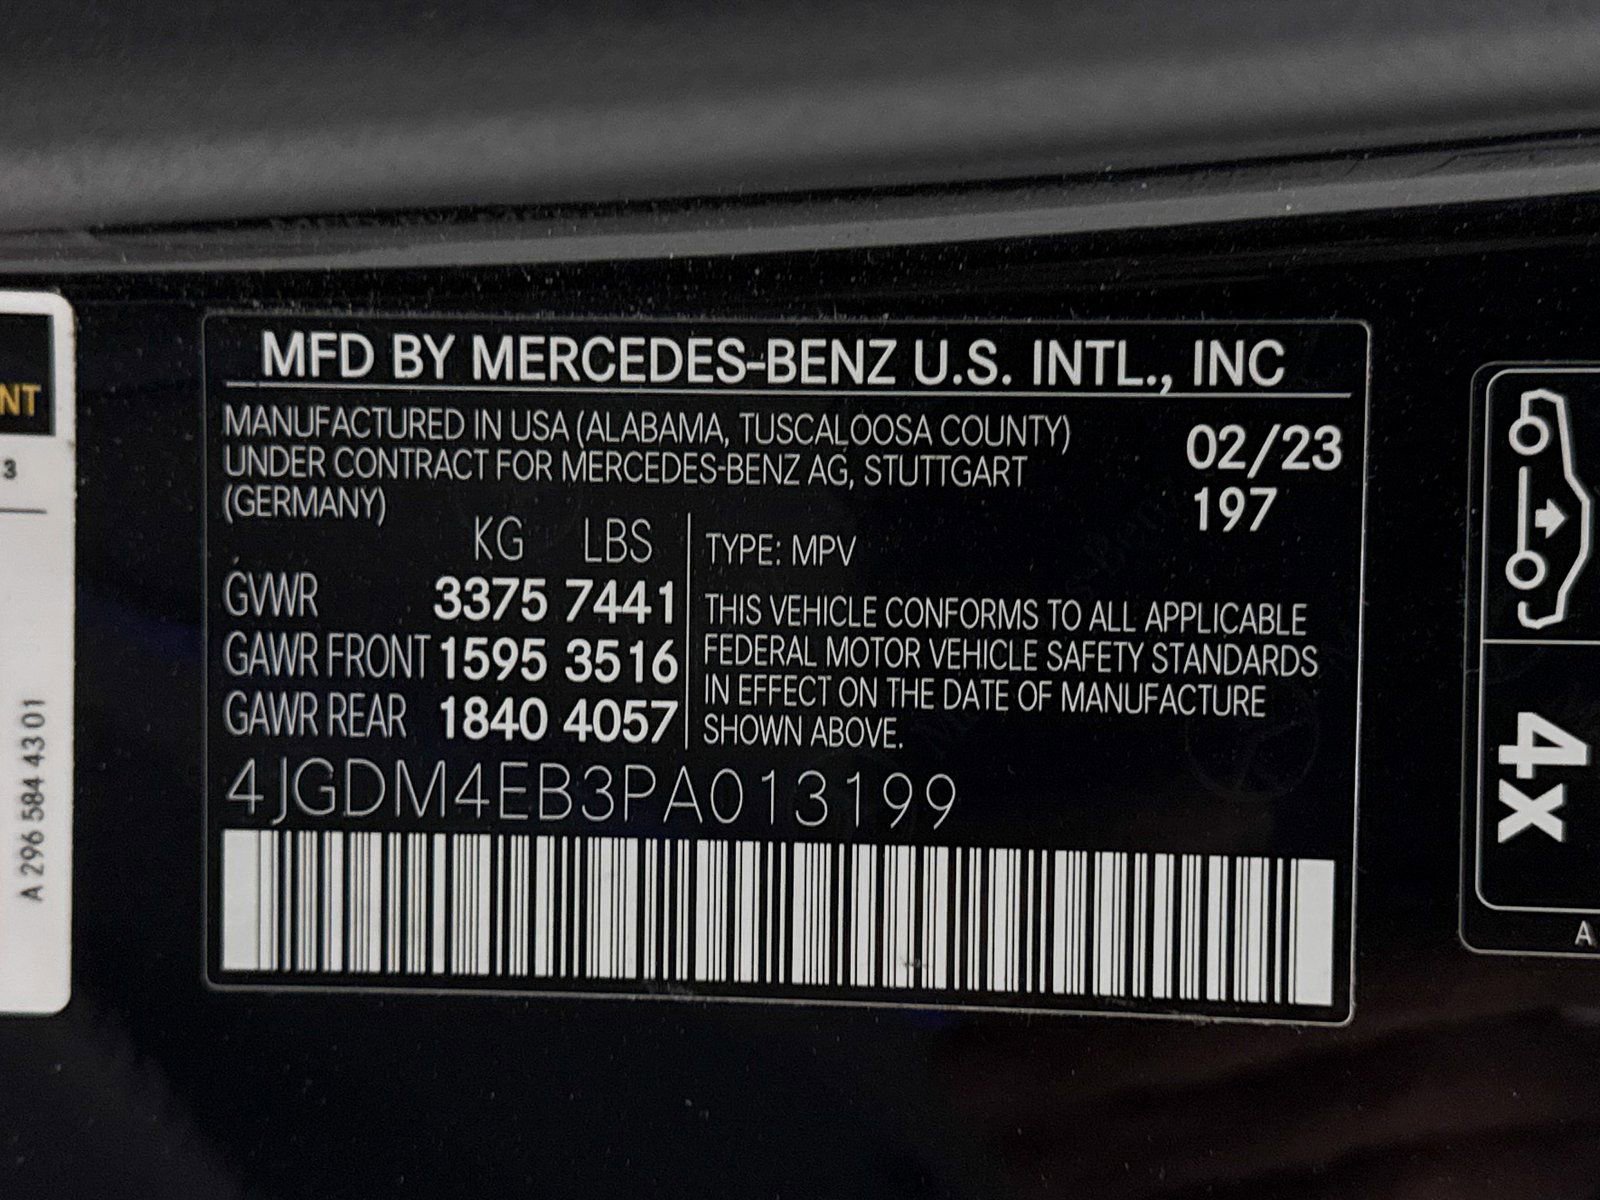 NT
3
A 296 584 43 01
MFD BY MERCEDES-BENZ U.S. INTL., INC
MANUFACTURED IN USA (ALABAMA, TUSCALOOSA COUNTY)
UNDER CONTRACT FOR MERCEDES-BENZ AG, STUTTGART
(GERMANY)
02/23
197
KG LBS
GVWR 3375 7441
GAWR FRONT 1595 3516
GAWR REAR 1840 4057
TYPE: MPV
THIS VEHICLE CONFORMS TO ALL APPLICABLE
FEDERAL MOTOR VEHICLE SAFETY STANDARDS
IN EFFECT ON THE DATE OF MANUFACTURE
SHOWN ABOVE.
4JGDM4EB3PA013199
4x
A